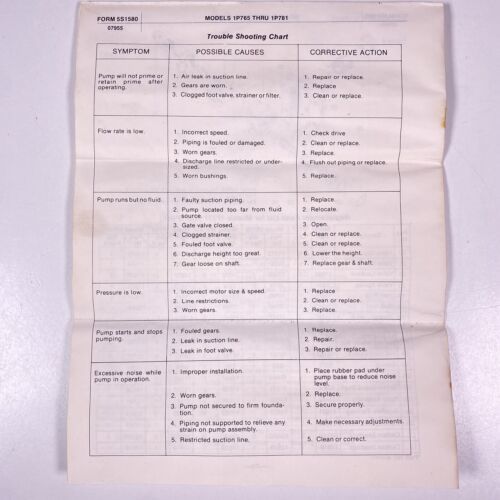 FORM 5S1580 MODELS 1P765 THRU 1P781
07955
Trouble Shooting Chart
SYMPTOM POSSIBLE CAUSES CORRECTIVE ACTION
Pump will not prime or 1. Air leak in suction line. 1. Repair or replace.
retain prime after 2. Gears are worn. 2. Replace
operating. 3. Clogged foot valve, strainer or filter. 3. Clean or replace.
Flow rate is low. 1. Incorrect speed. 1. Check drive
2. Piping is fouled or damaged. 2. Clean or replace.
3. Worn gears. 3. Replace.
4. Discharge line restricted or under- 4. Flush out piping or replace.
sized.
5. Worn bushings. 5. Replace.
Pump runs but no fluid. 1. Faulty suction piping. 1. Replace.
2. Pump located too far from fluid 2. Relocate.
source.
3. Gate valve closed. 3. Open.
4. Clogged strainer. 4. Clean or replace.
5. Fouled foot valve. 5. Clean or replace.
6. Discharge height too great. 6. Lower the height.
7. Gear loose on shaft. 7. Replace gear & shaft.
Pressure is low. 1. Incorrect motor size & speed. 1. Replace
2. Line restrictions. 2. Clean or replace.
3. Worn gears. 3. Replace.
Pump starts and stops 1. Fouled gears. 1. Replace.
pumping. 2. Leak in suction line. 2. Repair.
3. Leak in foot valve. 3. Repair or replace.
Excessive noise while 1. Improper installation. 1. Place rubber pad under
pump in operation. pump base to reduce noise
level.
2. Worn gears. 2. Replace.
3. Pump not secured to firm founda- 3. Secure properly.
tion.
4. Piping not supported to relieve any 4. Make necessary adjustments.
strain on pump assembly.
5. Restricted suction line. 5. Clean or correct.